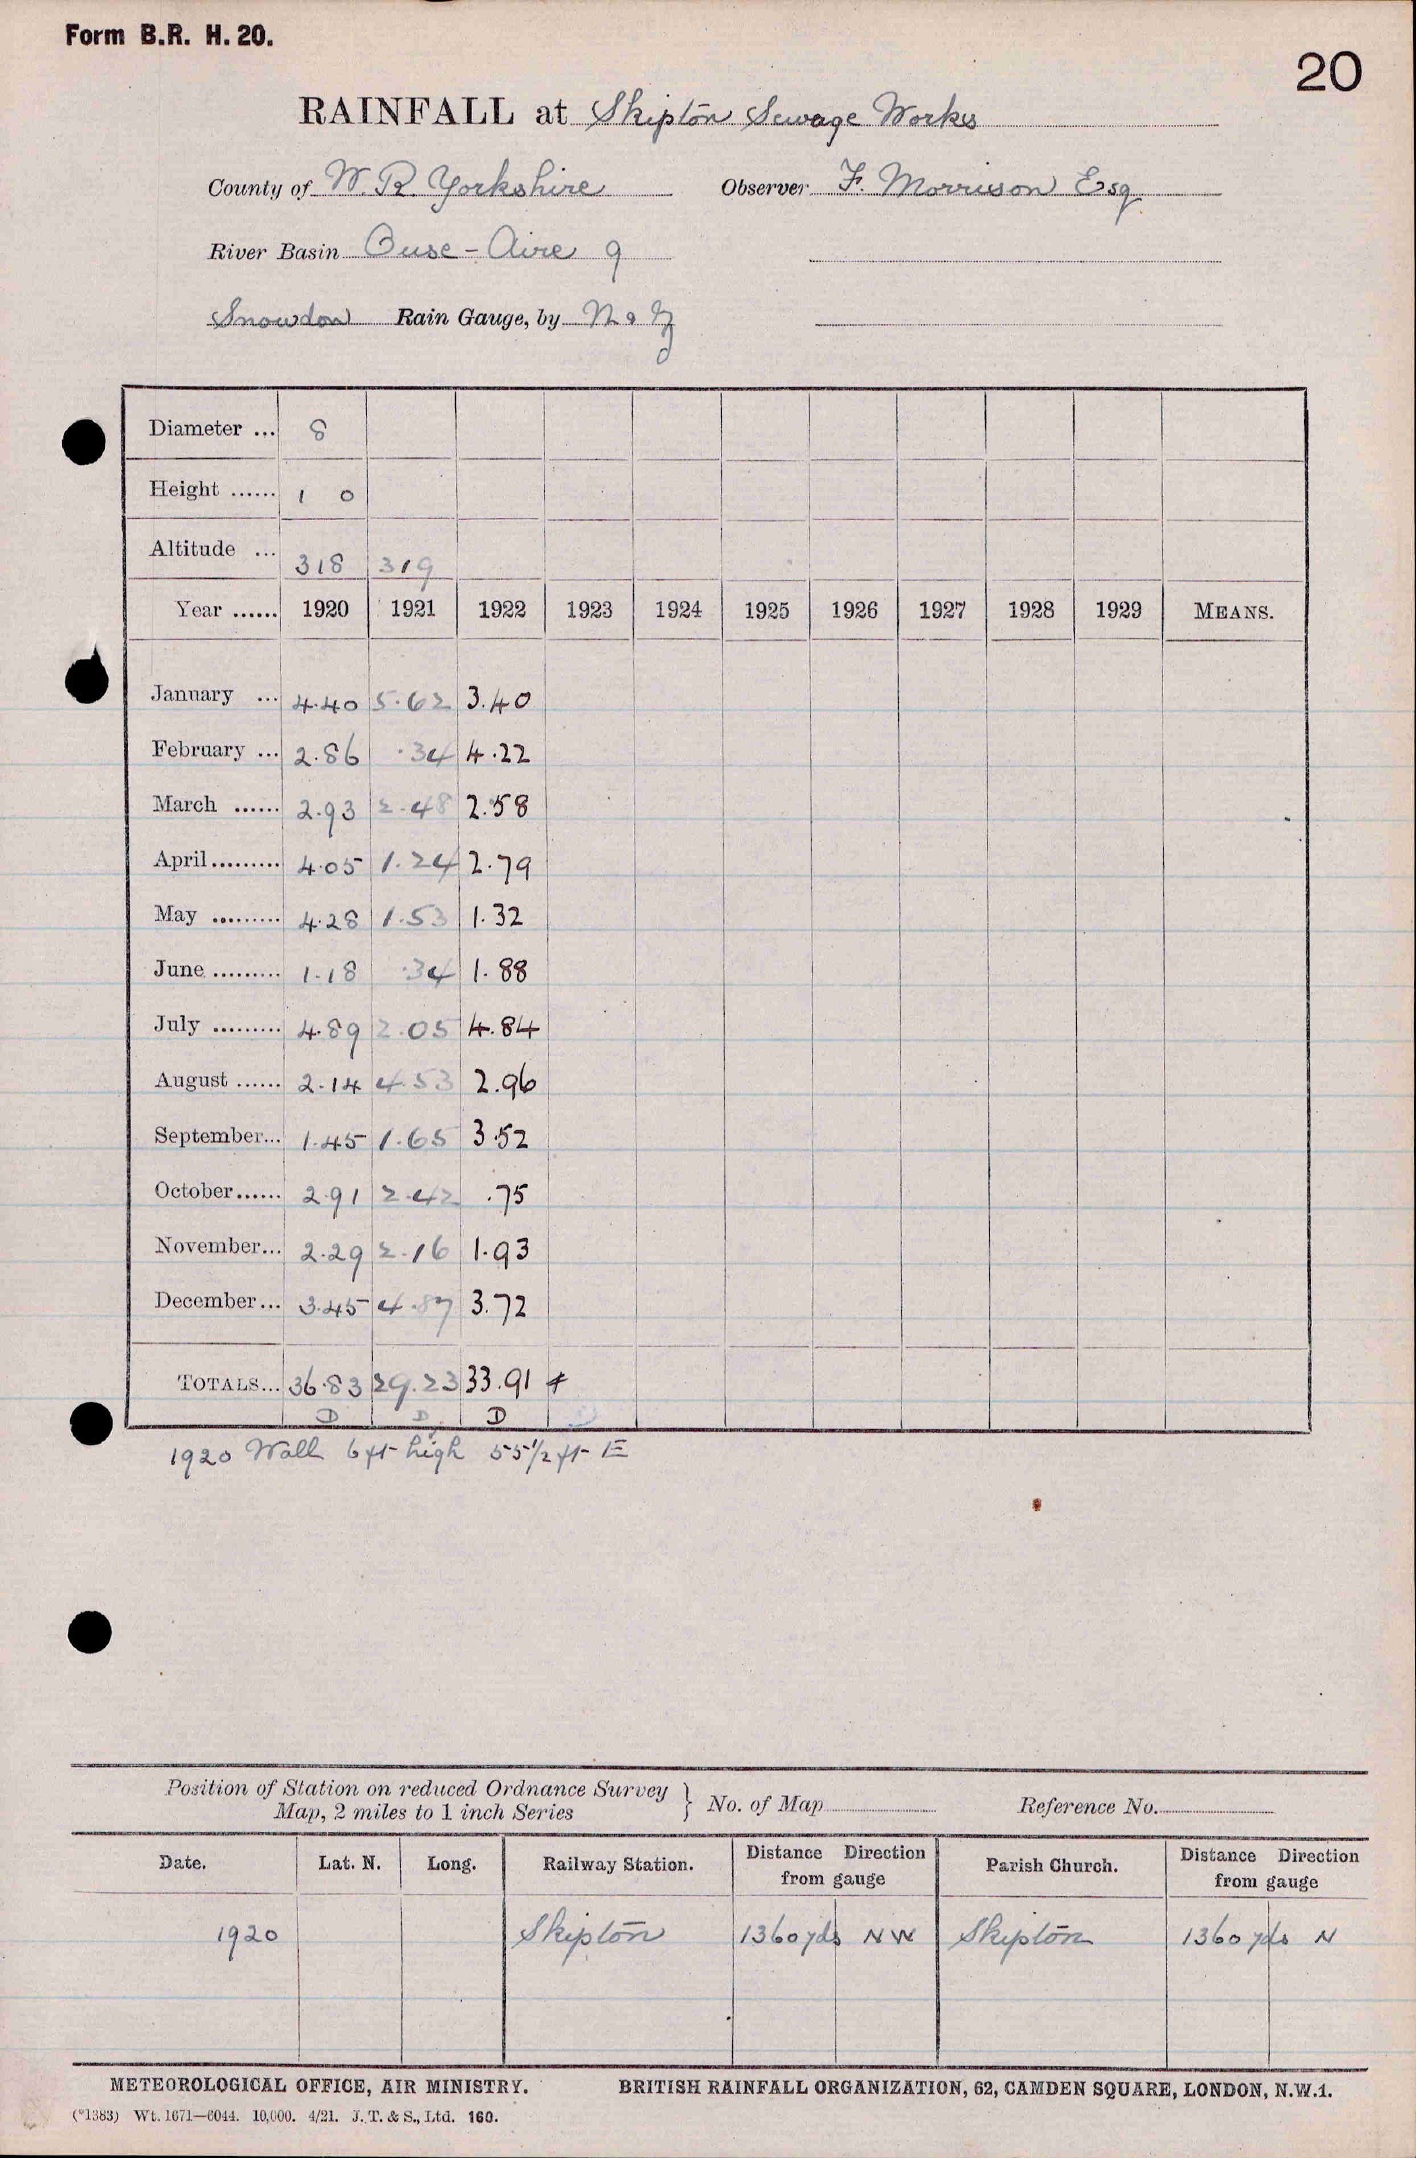 Form B.R. H. 20.
20
RAINFALL at Skipton Sewage Works
County of W. R. Yorkshire Observer F. Morrison Esq
River Basin Ouse - Aire 9
Snowdon Rain Gauge, by N & Z
Diameter ... 8
Height ...... 1 0
Altitude ... 318 319
Year ...... 1920 1921 1922 1923 1924 1925 1926 1927 1928 1929 MEANS.
January ... 4.40 5.62 3.40
February ... 2.86 .34 4.22
March ...... 2.93 2.48 2.58
April......... 4.05 1.24 2.79
May ......... 4.28 1.53 1.32
June ......... 1.18 .34 1.88
July ......... 4.89 2.05 4.84
August ...... 2.14 4.53 2.96
September... 1.45 1.65 3.52
October...... 2.91 2.42 .75
November... 2.29 2.16 1.93
December... 3.45 4.87 3.72
TOTALS... 36.83 29.23 33.91
D D D
1920 Wall 6 ft high 55 1/2 ft E
Position of Station on reduced Ordnance Survey
Map, 2 miles to 1 inch Series } No. of Map Reference No.
Date. Lat. N. Long. Railway Station. Distance Direction from gauge Parish Church. Distance Direction from gauge
1920 Skipton 1360 yds NW Skipton 1360 yds N
METEOROLOGICAL OFFICE, AIR MINISTRY. BRITISH RAINFALL ORGANIZATION, 62, CAMDEN SQUARE, LONDON, N.W.1.
(*1383) Wt. 1671—6044. 10,000. 4/21. J. T. & S., Ltd. 160.